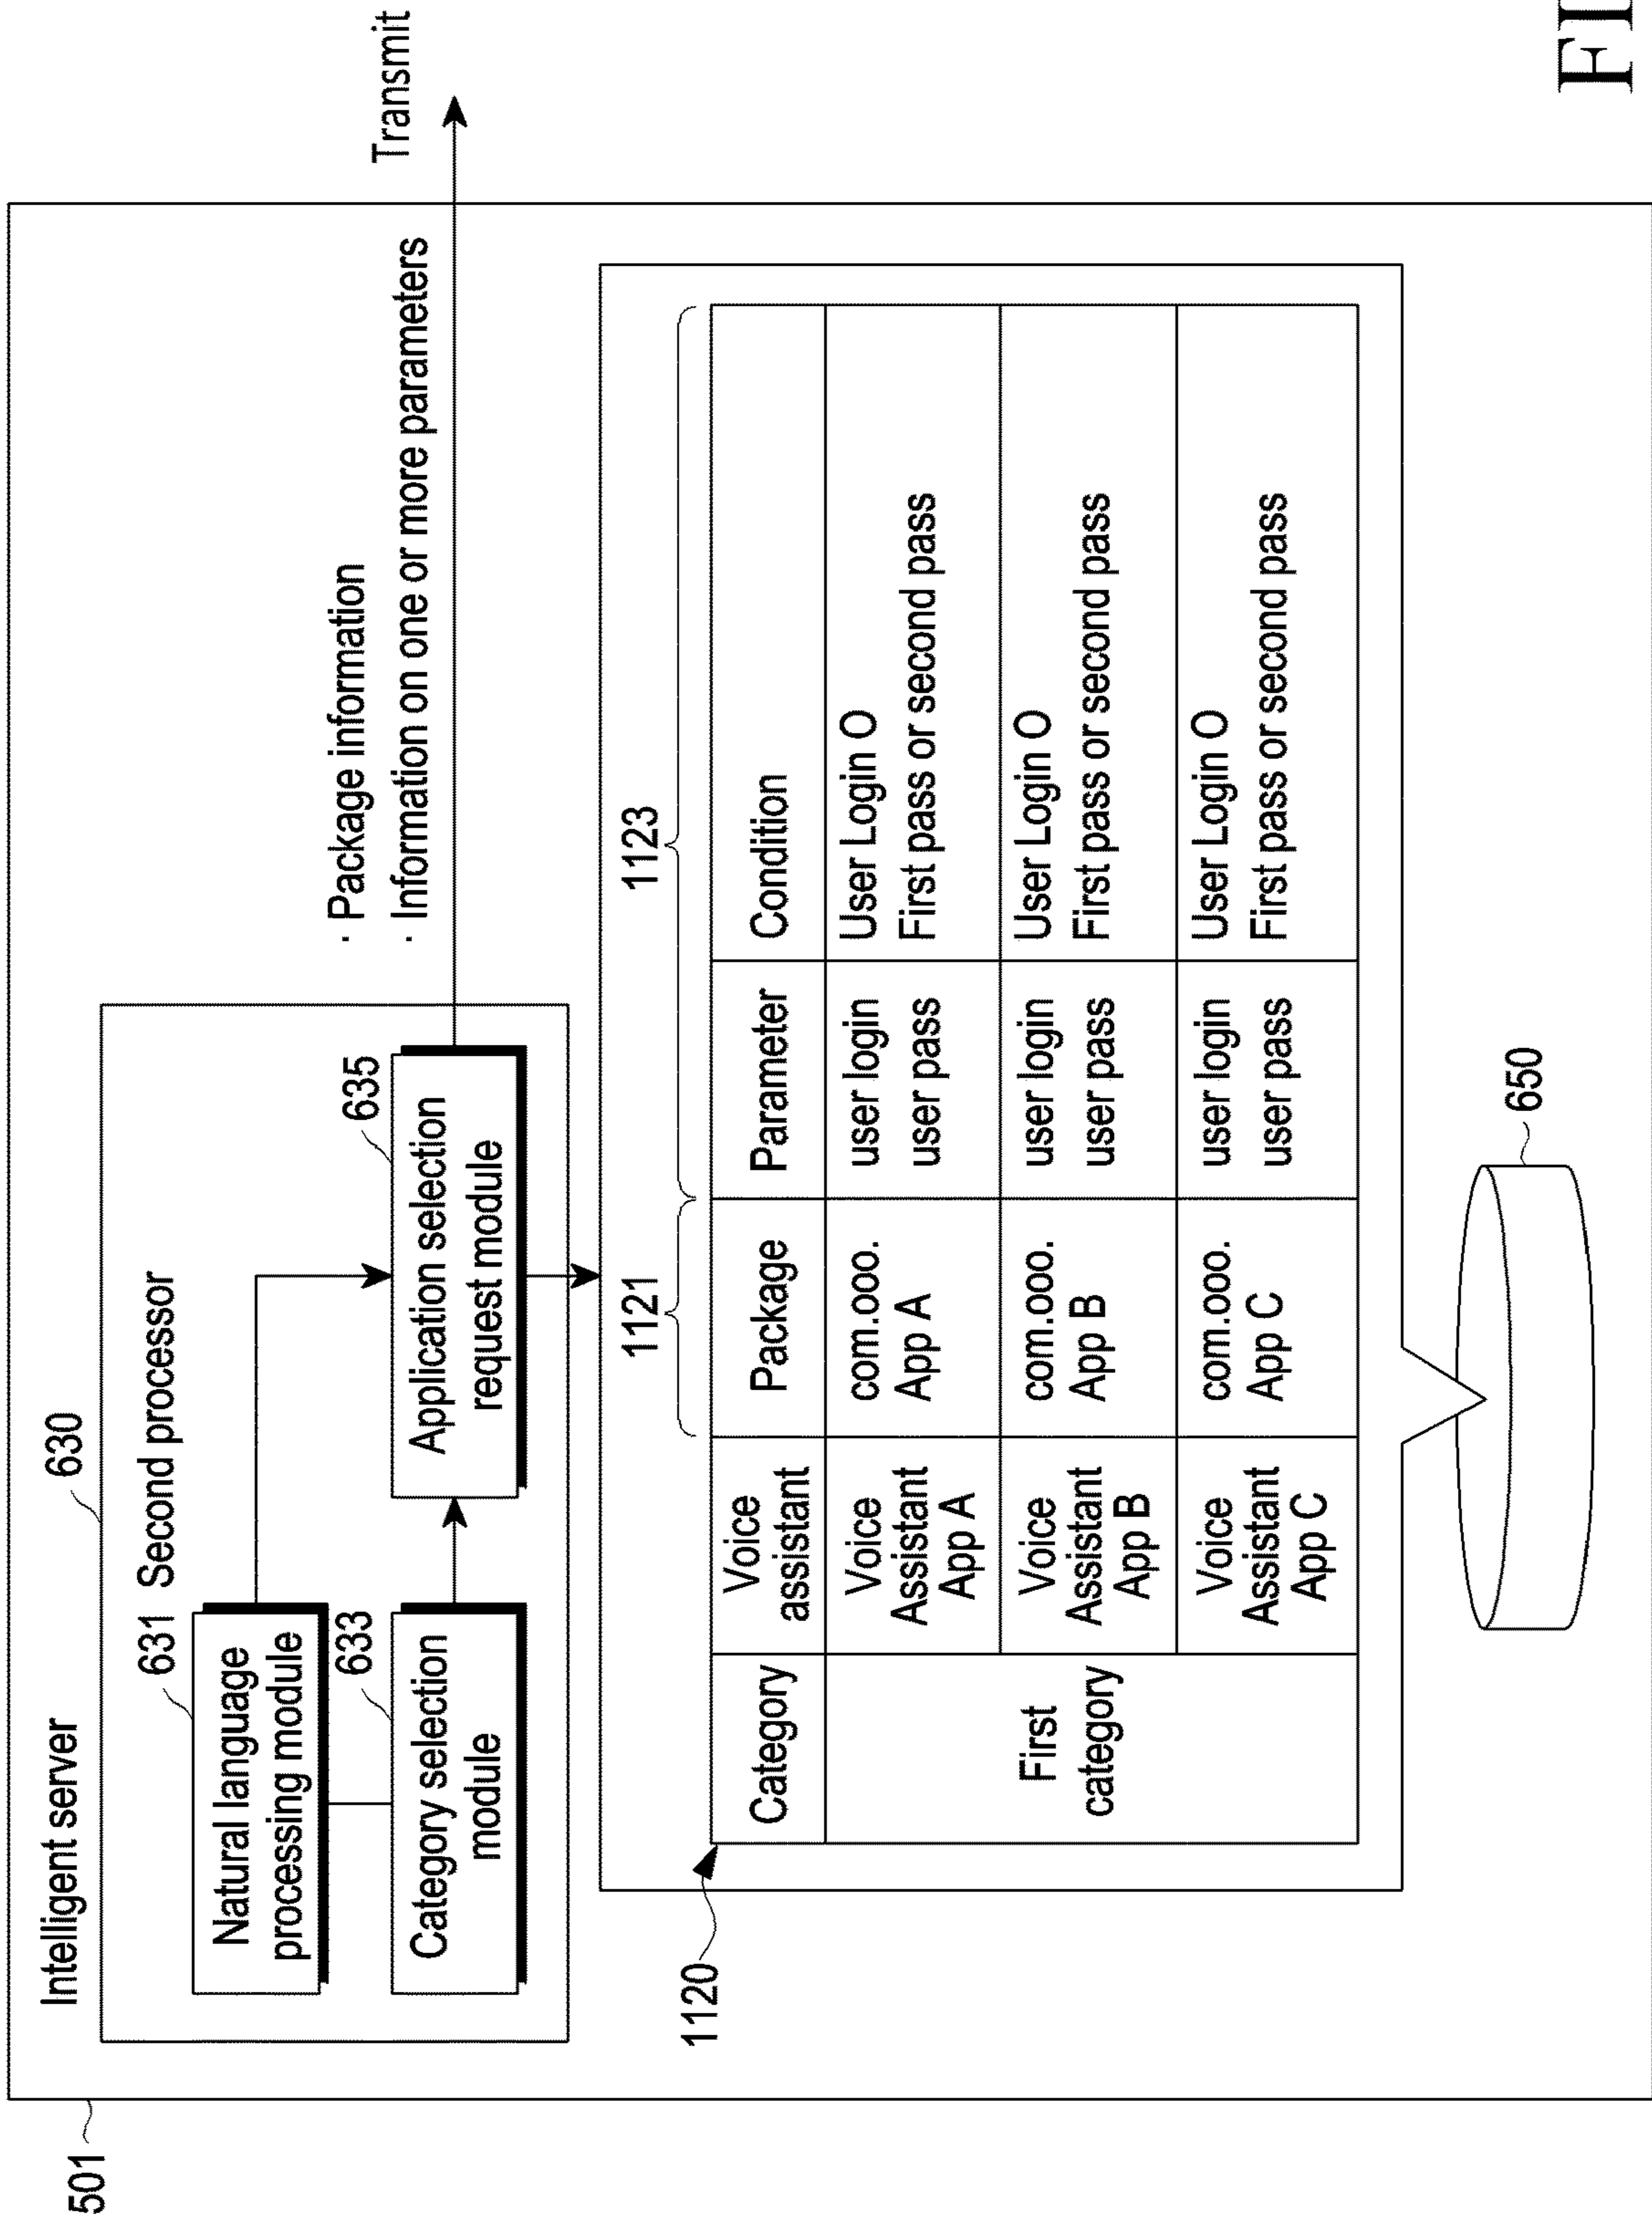 501
Intelligent server
630
Second processor
631
Natural language
processing module
633
Category selection
module
635
Application selection
request module
· Package information
· Information on one or more parameters
Transmit
1120
1121
1123
Category
Voice
assistant
Package
Parameter
Condition
First
category
Voice
Assistant
App A
com.ooo.
App A
user login
user pass
User Login O
First pass or second pass
Voice
Assistant
App B
com.ooo.
App B
user login
user pass
User Login O
First pass or second pass
Voice
Assistant
App C
com.ooo.
App C
user login
user pass
User Login O
First pass or second pass
650